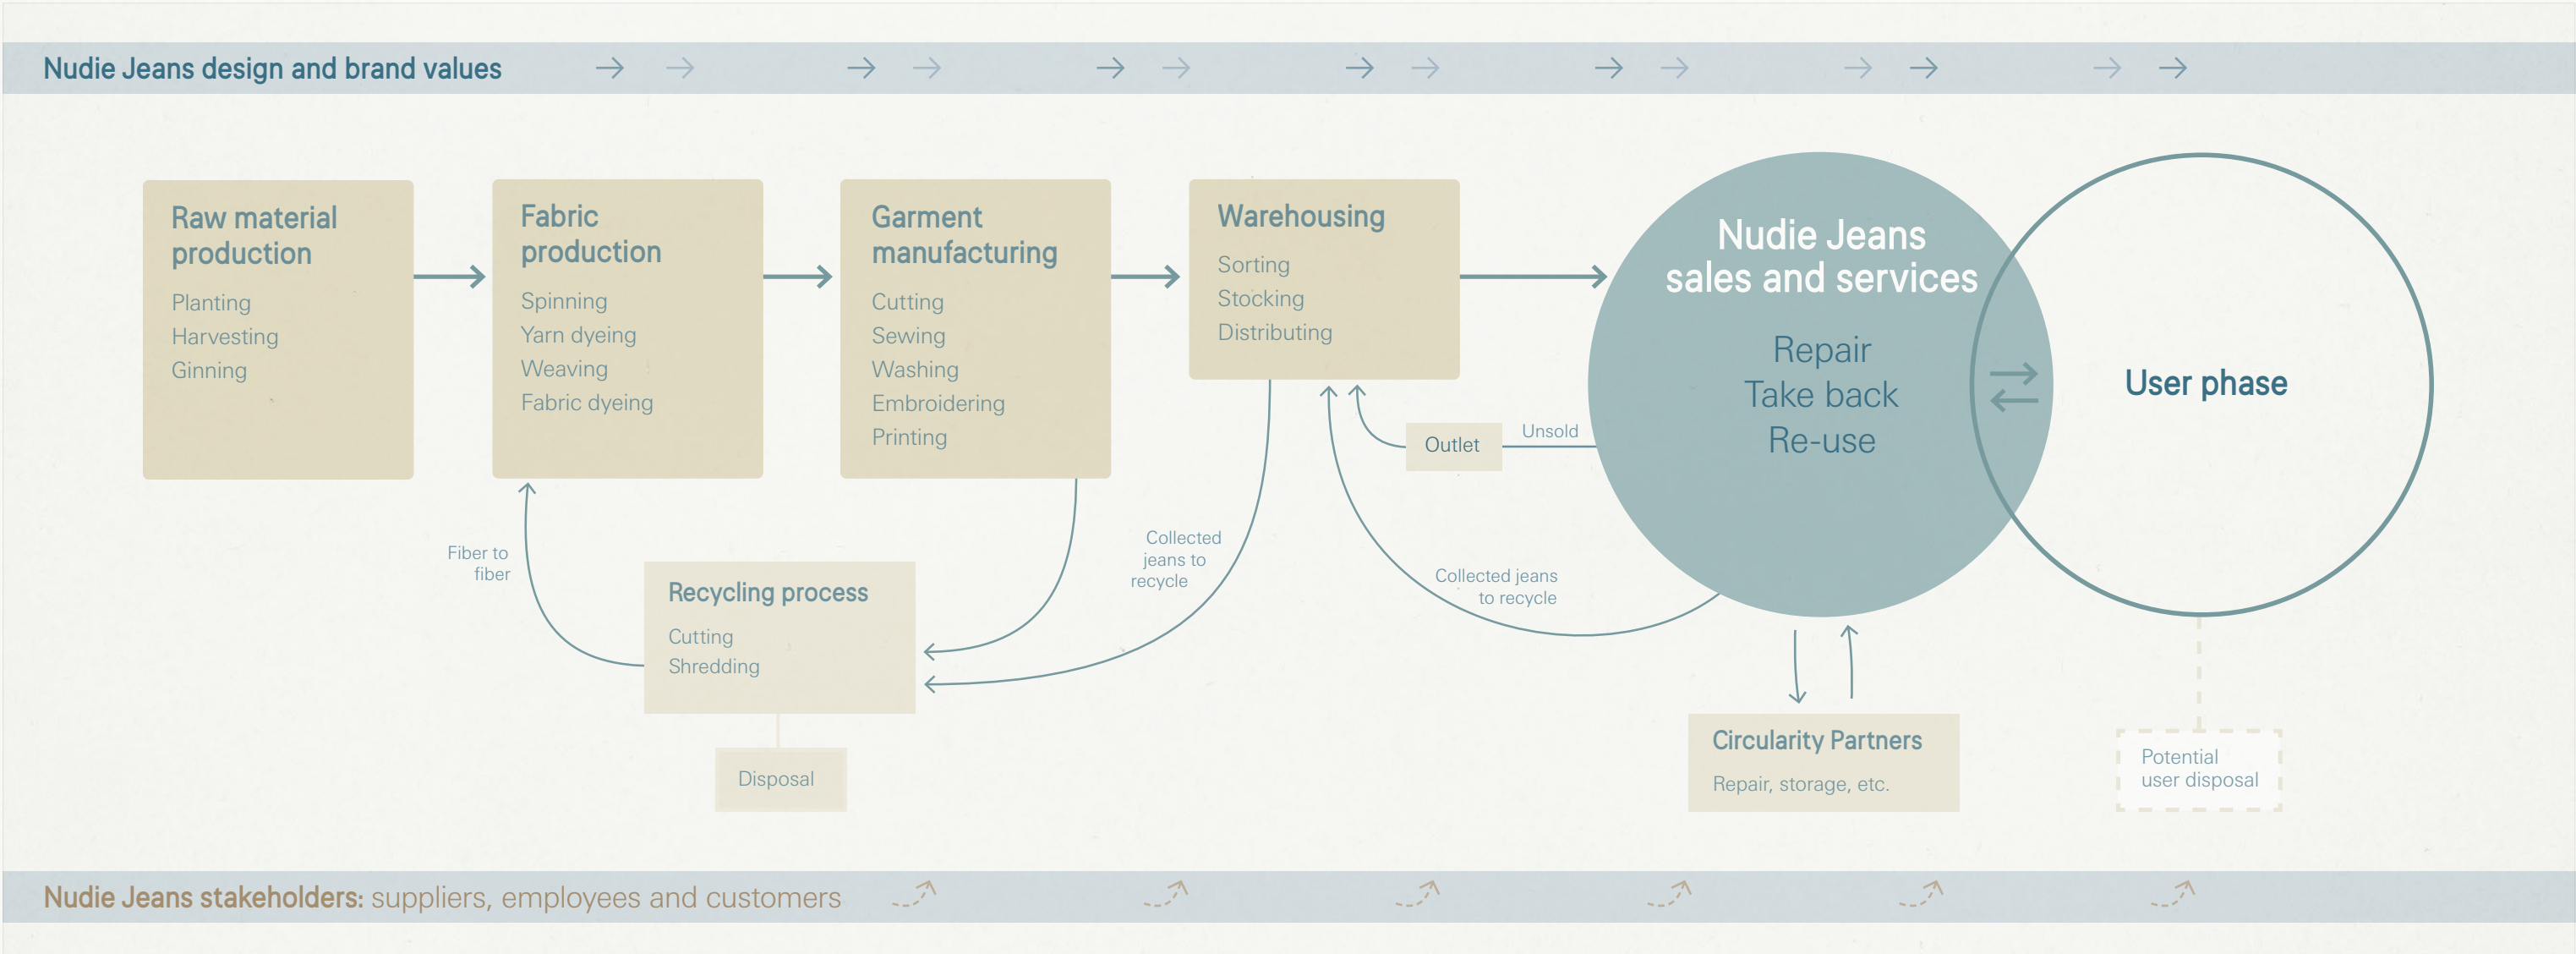 Nudie Jeans design and brand values
Raw material
production
Planting
Harvesting
Ginning
Fabric
production
Spinning
Yarn dyeing
Weaving
Fabric dyeing
Garment
manufacturing
Cutting
Sewing
Washing
Embroidering
Printing
Warehousing
Sorting
Stocking
Distributing
Nudie Jeans
sales and services
Repair
Take back
Re-use
User phase
Outlet
Unsold
Fiber to
fiber
Recycling process
Cutting
Shredding
Collected
jeans to
recycle
Collected jeans
to recycle
Disposal
Circularity Partners
Repair, storage, etc.
Potential
user disposal
Nudie Jeans stakeholders: suppliers, employees and customers